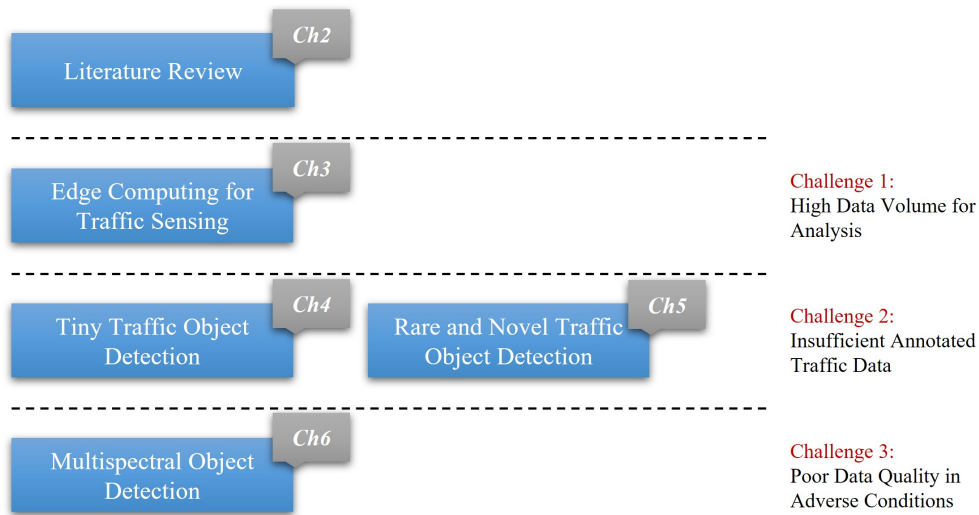 Ch2
Literature Review
Ch3
Edge Computing for
Traffic Sensing
Challenge 1:
High Data Volume for
Analysis
Ch4
Tiny Traffic Object
Detection
Ch5
Rare and Novel Traffic
Object Detection
Challenge 2:
Insufficient Annotated
Traffic Data
Ch6
Multispectral Object
Detection
Challenge 3:
Poor Data Quality in
Adverse Conditions